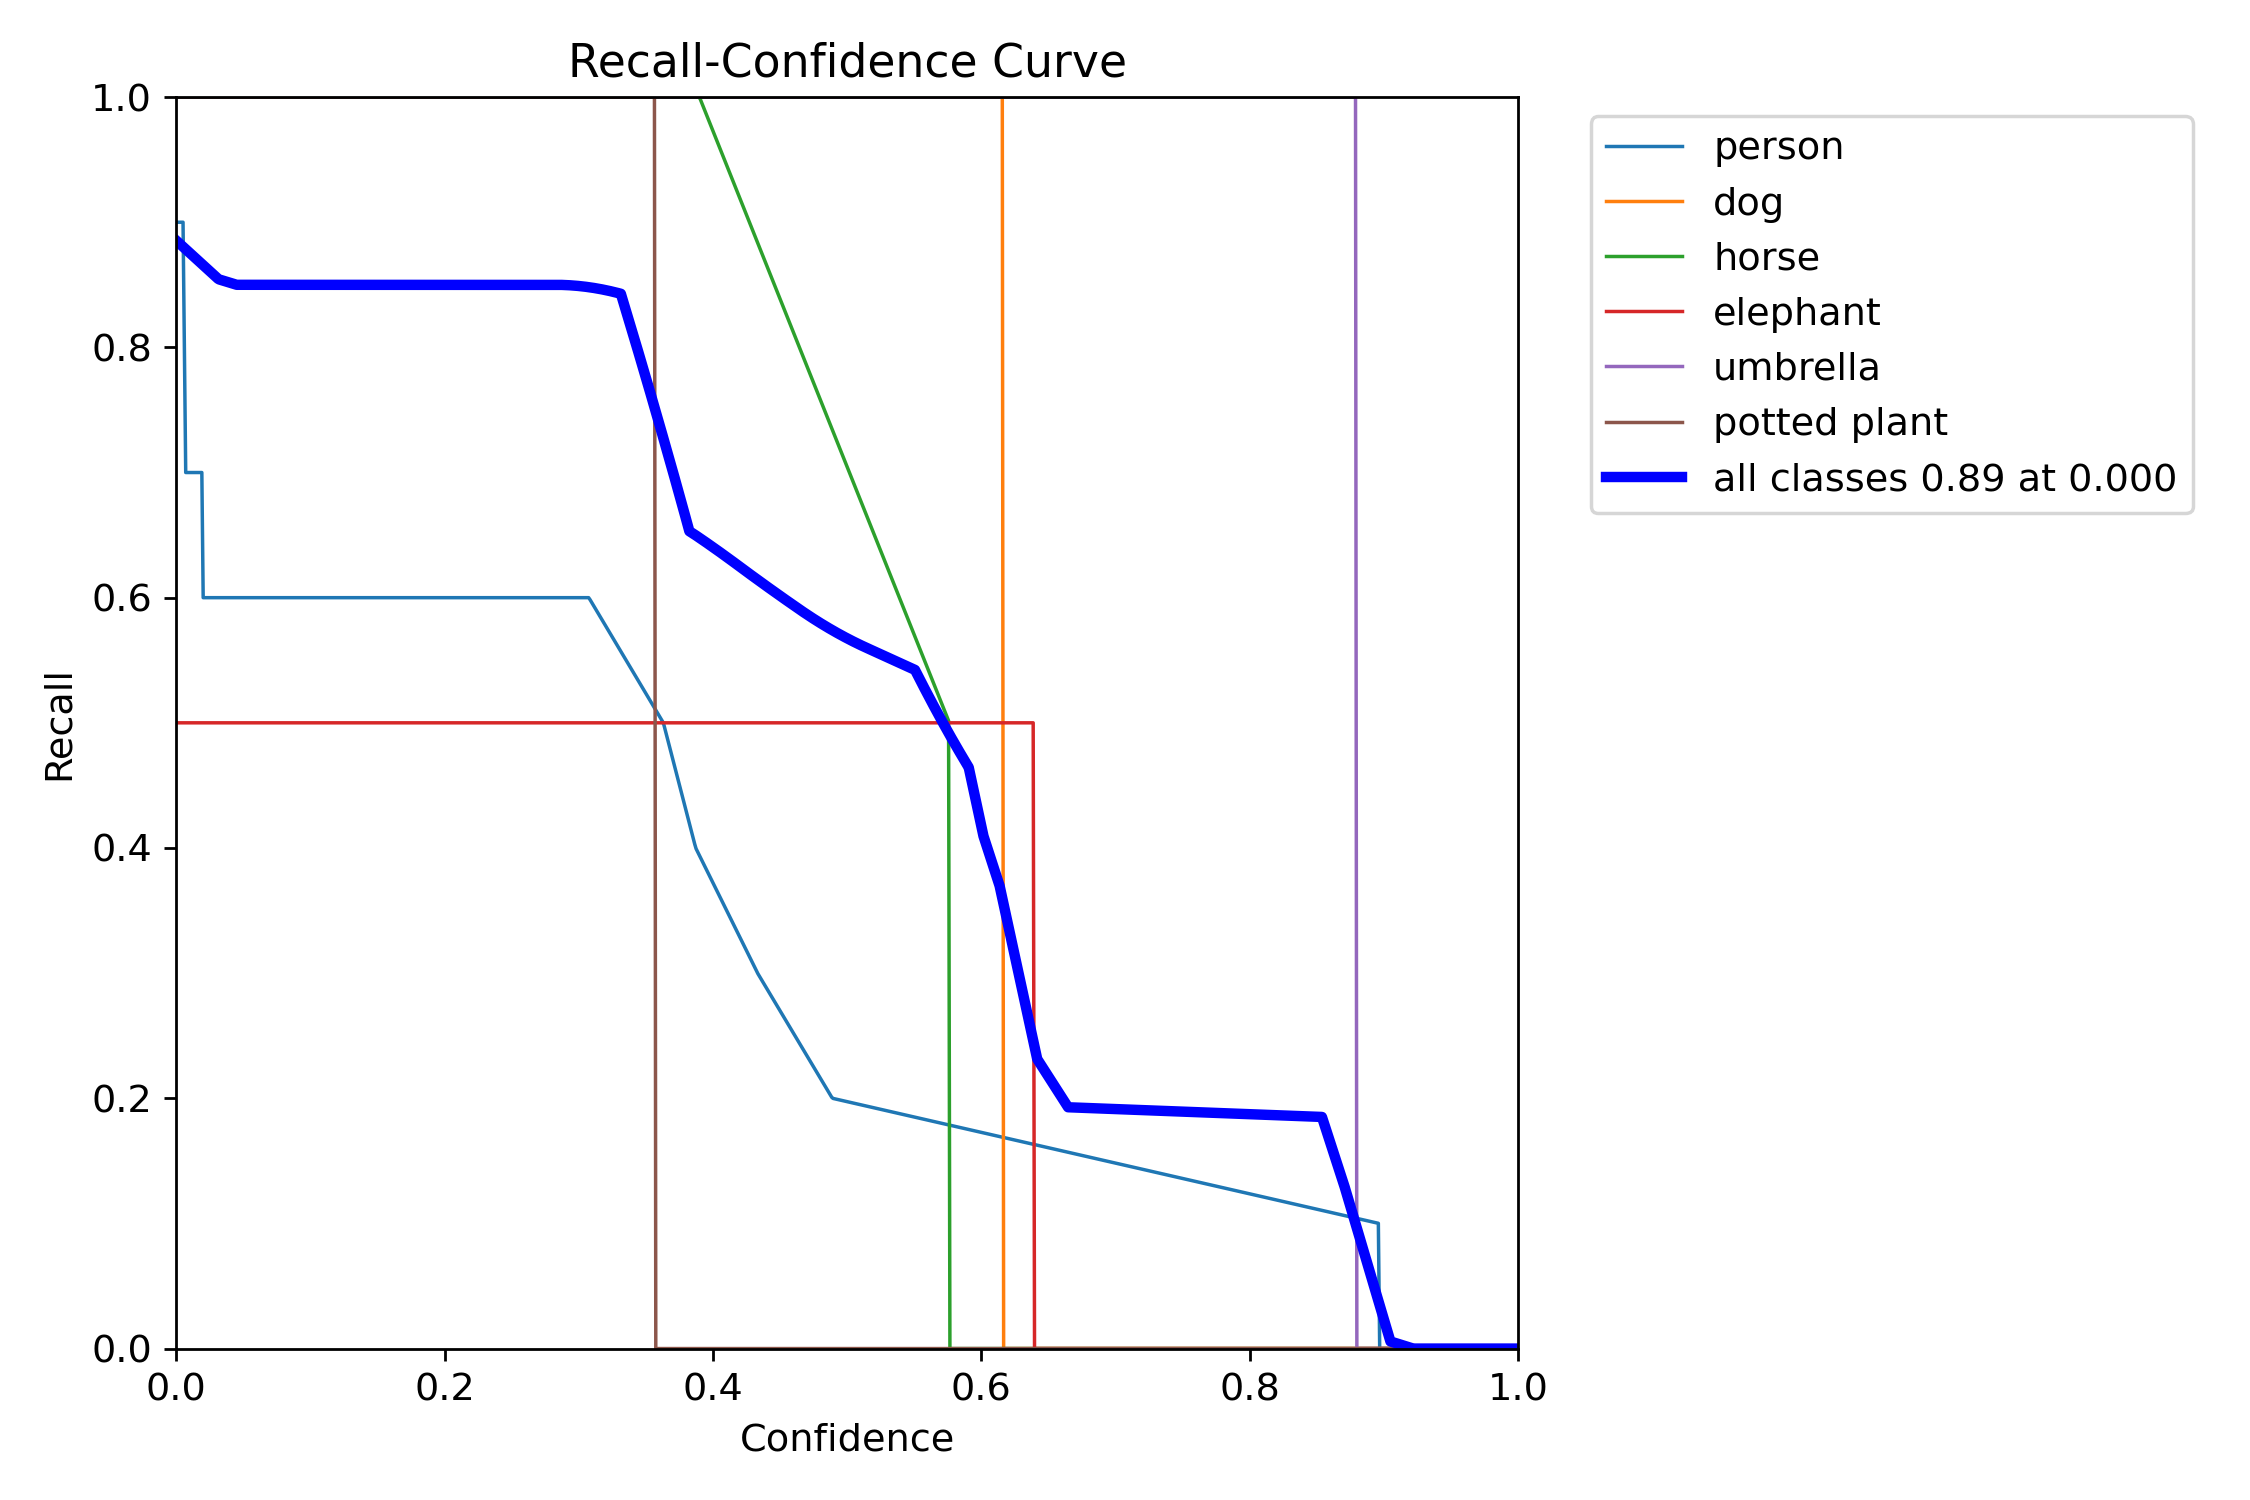 Recall-Confidence Curve
1.0
0.8
0.6
0.4
0.2
0.0
Recall
0.0 0.2 0.4 0.6 0.8 1.0
Confidence
person
dog
horse
elephant
umbrella
potted plant
all classes 0.89 at 0.000